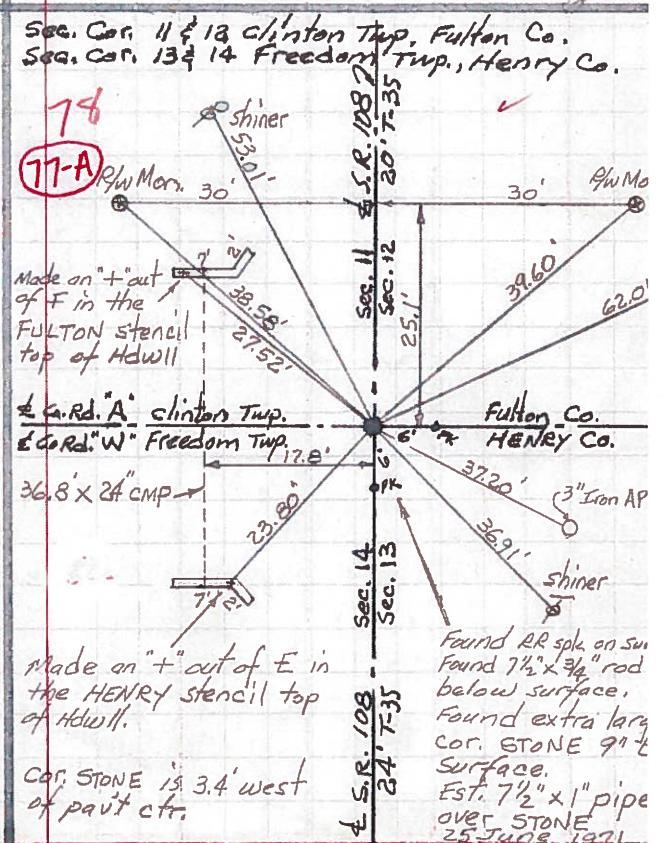 Sec. Cor. 11 & 12 Clinton Twp, Fulton Co.
Sec. Cor. 13 & 14 Freedom Twp., Henry Co.
78
77-A
shiner
53.01'
℄ S.R. 108
20' T-35
R/W Mon.
30'
30'
R/W Mo
7'
2'
Sec. 11
Sec. 12
Made an "+" out
of F in the
FULTON stencil
top of Hdwll
38.58'
27.52'
25.1'
39.60'
62.0'
℄ Co. Rd. "A" Clinton Twp.
Fulton Co.
℄ Co Rd. "W" Freedom Twp.
HENRY Co.
6'
PK
17.8'
6'
PK
36.8' x 24" CMP
23.80'
37.20'
3" Iron AP
36.91'
shiner
7'
2'
Sec. 14
Sec. 13
Made an "+" out of E in
the HENRY stencil top
of Hdwll.
Cor. STONE is 3.4' west
of pav't ctr.
℄ S.R. 108
24' T-35
Found RR spk on su
Found 7½" x ¾" rod
below surface.
Found extra larg
cor. STONE 9" t
Surface.
Est. 7½" x 1" pipe
over STONE
25 June 1971